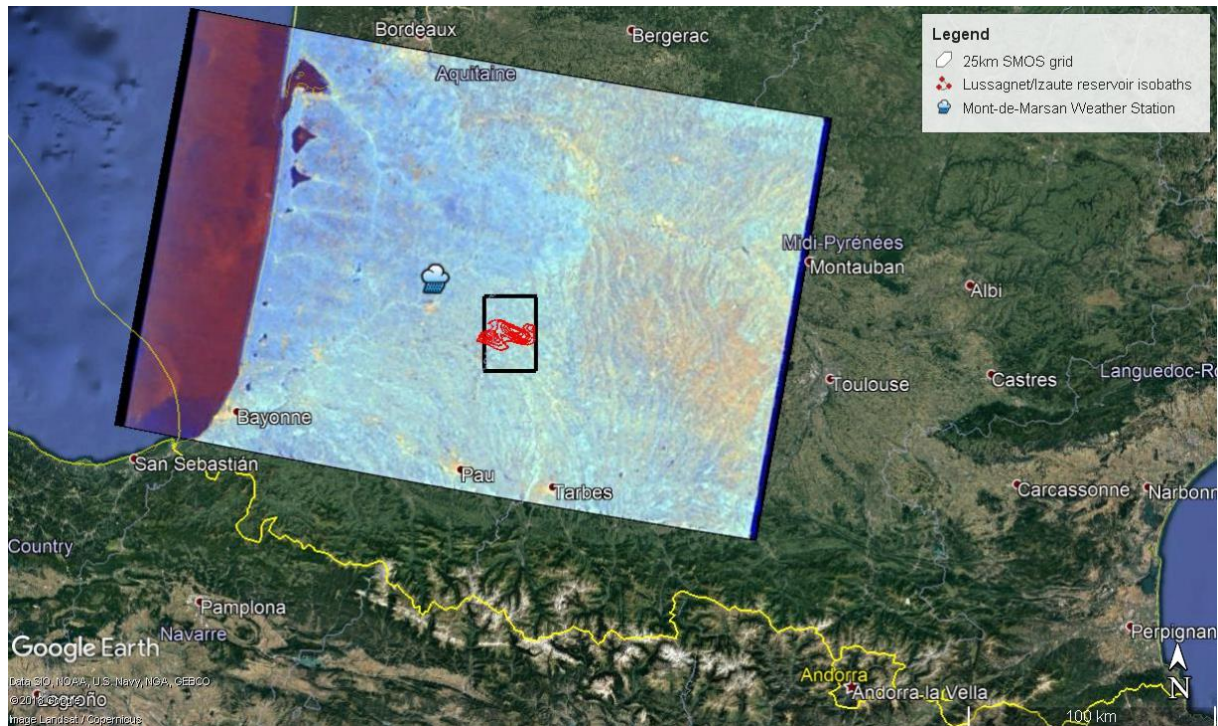 Bordeaux
Bergerac
Aquitaine
Legend
25km SMOS grid
Lussagnet/Izaute reservoir isobaths
Mont-de-Marsan Weather Station
Midi-Pyrénées
Montauban
Albi
Toulouse
Castres
Languedoc-Ro
Bayonne
San Sebastián
Pau
Tarbes
Carcassonne
Narbonn
Country
Pamplona
Navarre
Perpignan
Google Earth
Andorra
Andorra la Vella
Data SIO, NOAA, U.S. Navy, NGA, GEBCO
Logroño
Image Landsat / Copernicus
100 km
N